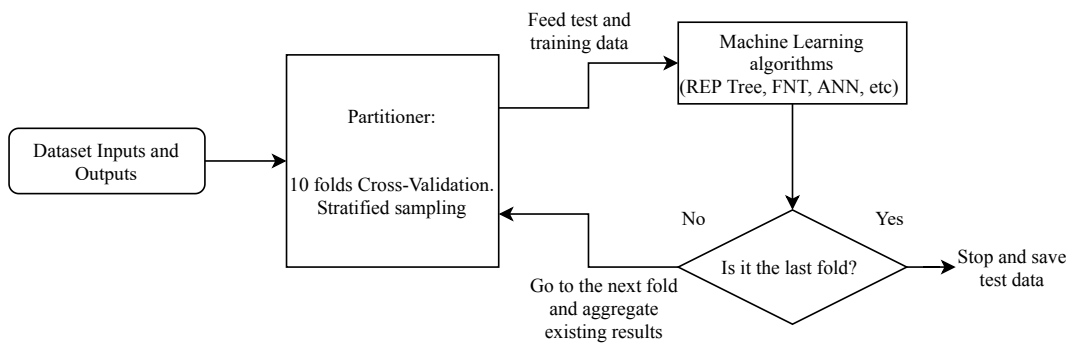 Dataset Inputs and
Outputs
Partitioner:
10 folds Cross-Validation.
Stratified sampling
Feed test and
training data
Machine Learning
algorithms
(REP Tree, FNT, ANN, etc)
No
Yes
Is it the last fold?
Go to the next fold
and aggregate
existing results
Stop and save
test data